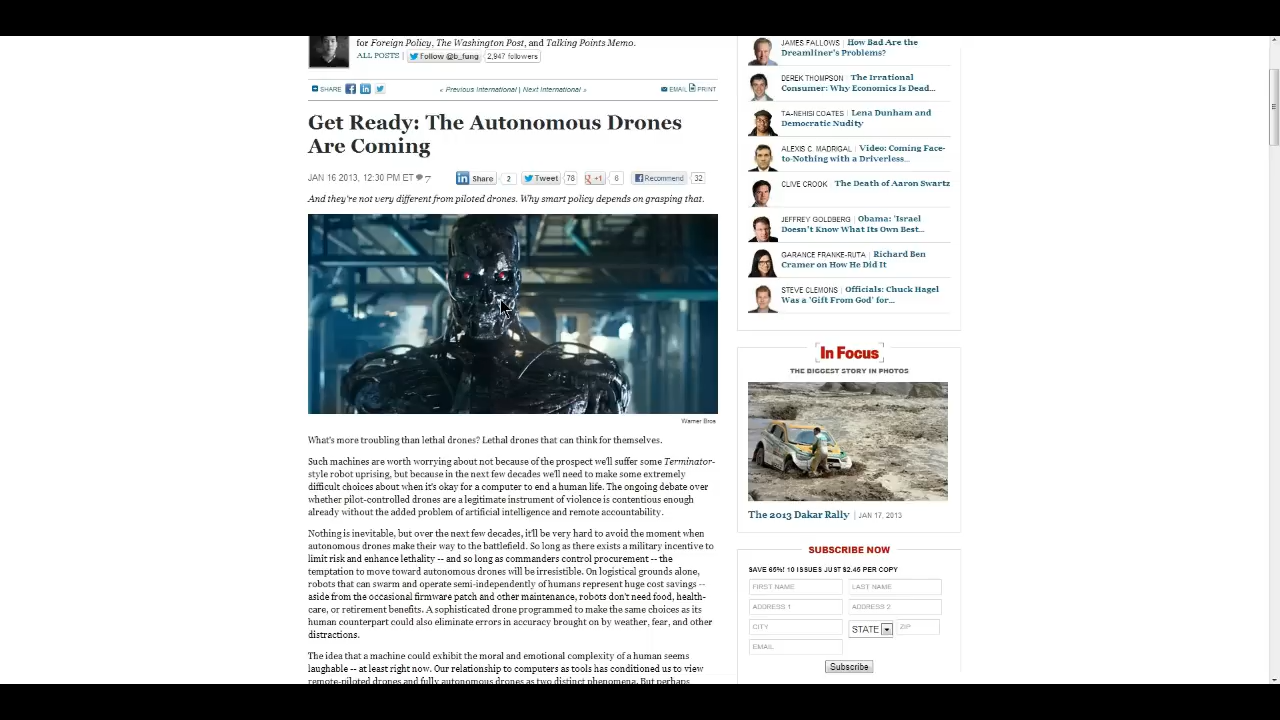 for Foreign Policy, The Washington Post, and Talking Points Memo.
ALL POSTS | Follow @b_fung 2,947 followers
SHARE « Previous International | Next International » EMAIL PRINT
Get Ready: The Autonomous Drones
Are Coming
JAN 16 2013, 12:30 PM ET 7 Share 2 Tweet 78 +1 6 Recommend 32
And they're not very different from piloted drones. Why smart policy depends on grasping that.
Warner Bros
What's more troubling than lethal drones? Lethal drones that can think for themselves.
Such machines are worth worrying about not because of the prospect we'll suffer some Terminator-
style robot uprising, but because in the next few decades we'll need to make some extremely
difficult choices about when it's okay for a computer to end a human life. The ongoing debate over
whether pilot-controlled drones are a legitimate instrument of violence is contentious enough
already without the added problem of artificial intelligence and remote accountability.
Nothing is inevitable, but over the next few decades, it'll be very hard to avoid the moment when
autonomous drones make their way to the battlefield. So long as there exists a military incentive to
limit risk and enhance lethality -- and so long as commanders control procurement -- the
temptation to move toward autonomous drones will be irresistible. On logistical grounds alone,
robots that can swarm and operate semi-independently of humans represent huge cost savings --
aside from the occasional firmware patch and other maintenance, robots don't need food, health-
care, or retirement benefits. A sophisticated drone programmed to make the same choices as its
human counterpart could also eliminate errors in accuracy brought on by weather, fear, and other
distractions.
The idea that a machine could exhibit the moral and emotional complexity of a human seems
laughable -- at least right now. Our relationship to computers as tools has conditioned us to view
remote-piloted drones and fully autonomous drones as two distinct phenomena. But perhaps
JAMES FALLOWS | How Bad Are the
Dreamliner's Problems?
DEREK THOMPSON | The Irrational
Consumer: Why Economics Is Dead...
TA-NEHISI COATES | Lena Dunham and
Democratic Nudity
ALEXIS C. MADRIGAL | Video: Coming Face-
to-Nothing with a Driverless...
CLIVE CROOK | The Death of Aaron Swartz
JEFFREY GOLDBERG | Obama: 'Israel
Doesn't Know What Its Own Best...
GARANCE FRANKE-RUTA | Richard Ben
Cramer on How He Did It
STEVE CLEMONS | Officials: Chuck Hagel
Was a 'Gift From God' for...
In Focus
THE BIGGEST STORY IN PHOTOS
The 2013 Dakar Rally | JAN 17, 2013
SUBSCRIBE NOW
SAVE 65%! 10 ISSUES JUST $2.45 PER COPY
FIRST NAME LAST NAME
ADDRESS 1 ADDRESS 2
CITY STATE ZIP
EMAIL
Subscribe